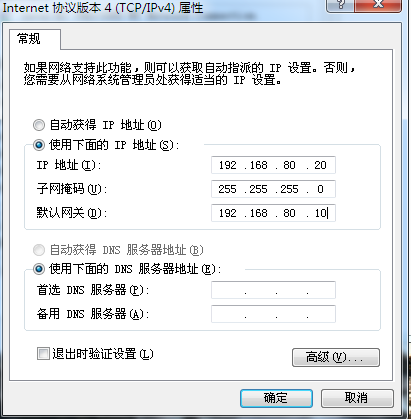 Internet 协议版本 4 (TCP/IPv4) 属性
常规
如果网络支持此功能，则可以获取自动指派的 IP 设置。否则，
您需要从网络系统管理员处获得适当的 IP 设置。
自动获得 IP 地址(O)
使用下面的 IP 地址(S):
IP 地址(I): 192 .168 . 80 . 20
子网掩码(U): 255 .255 .255 . 0
默认网关(D): 192 .168 . 80 . 10
自动获得 DNS 服务器地址(B)
使用下面的 DNS 服务器地址(E):
首选 DNS 服务器(P): . . .
备用 DNS 服务器(A): . . .
退出时验证设置(L)
高级(V)...
确定 取消